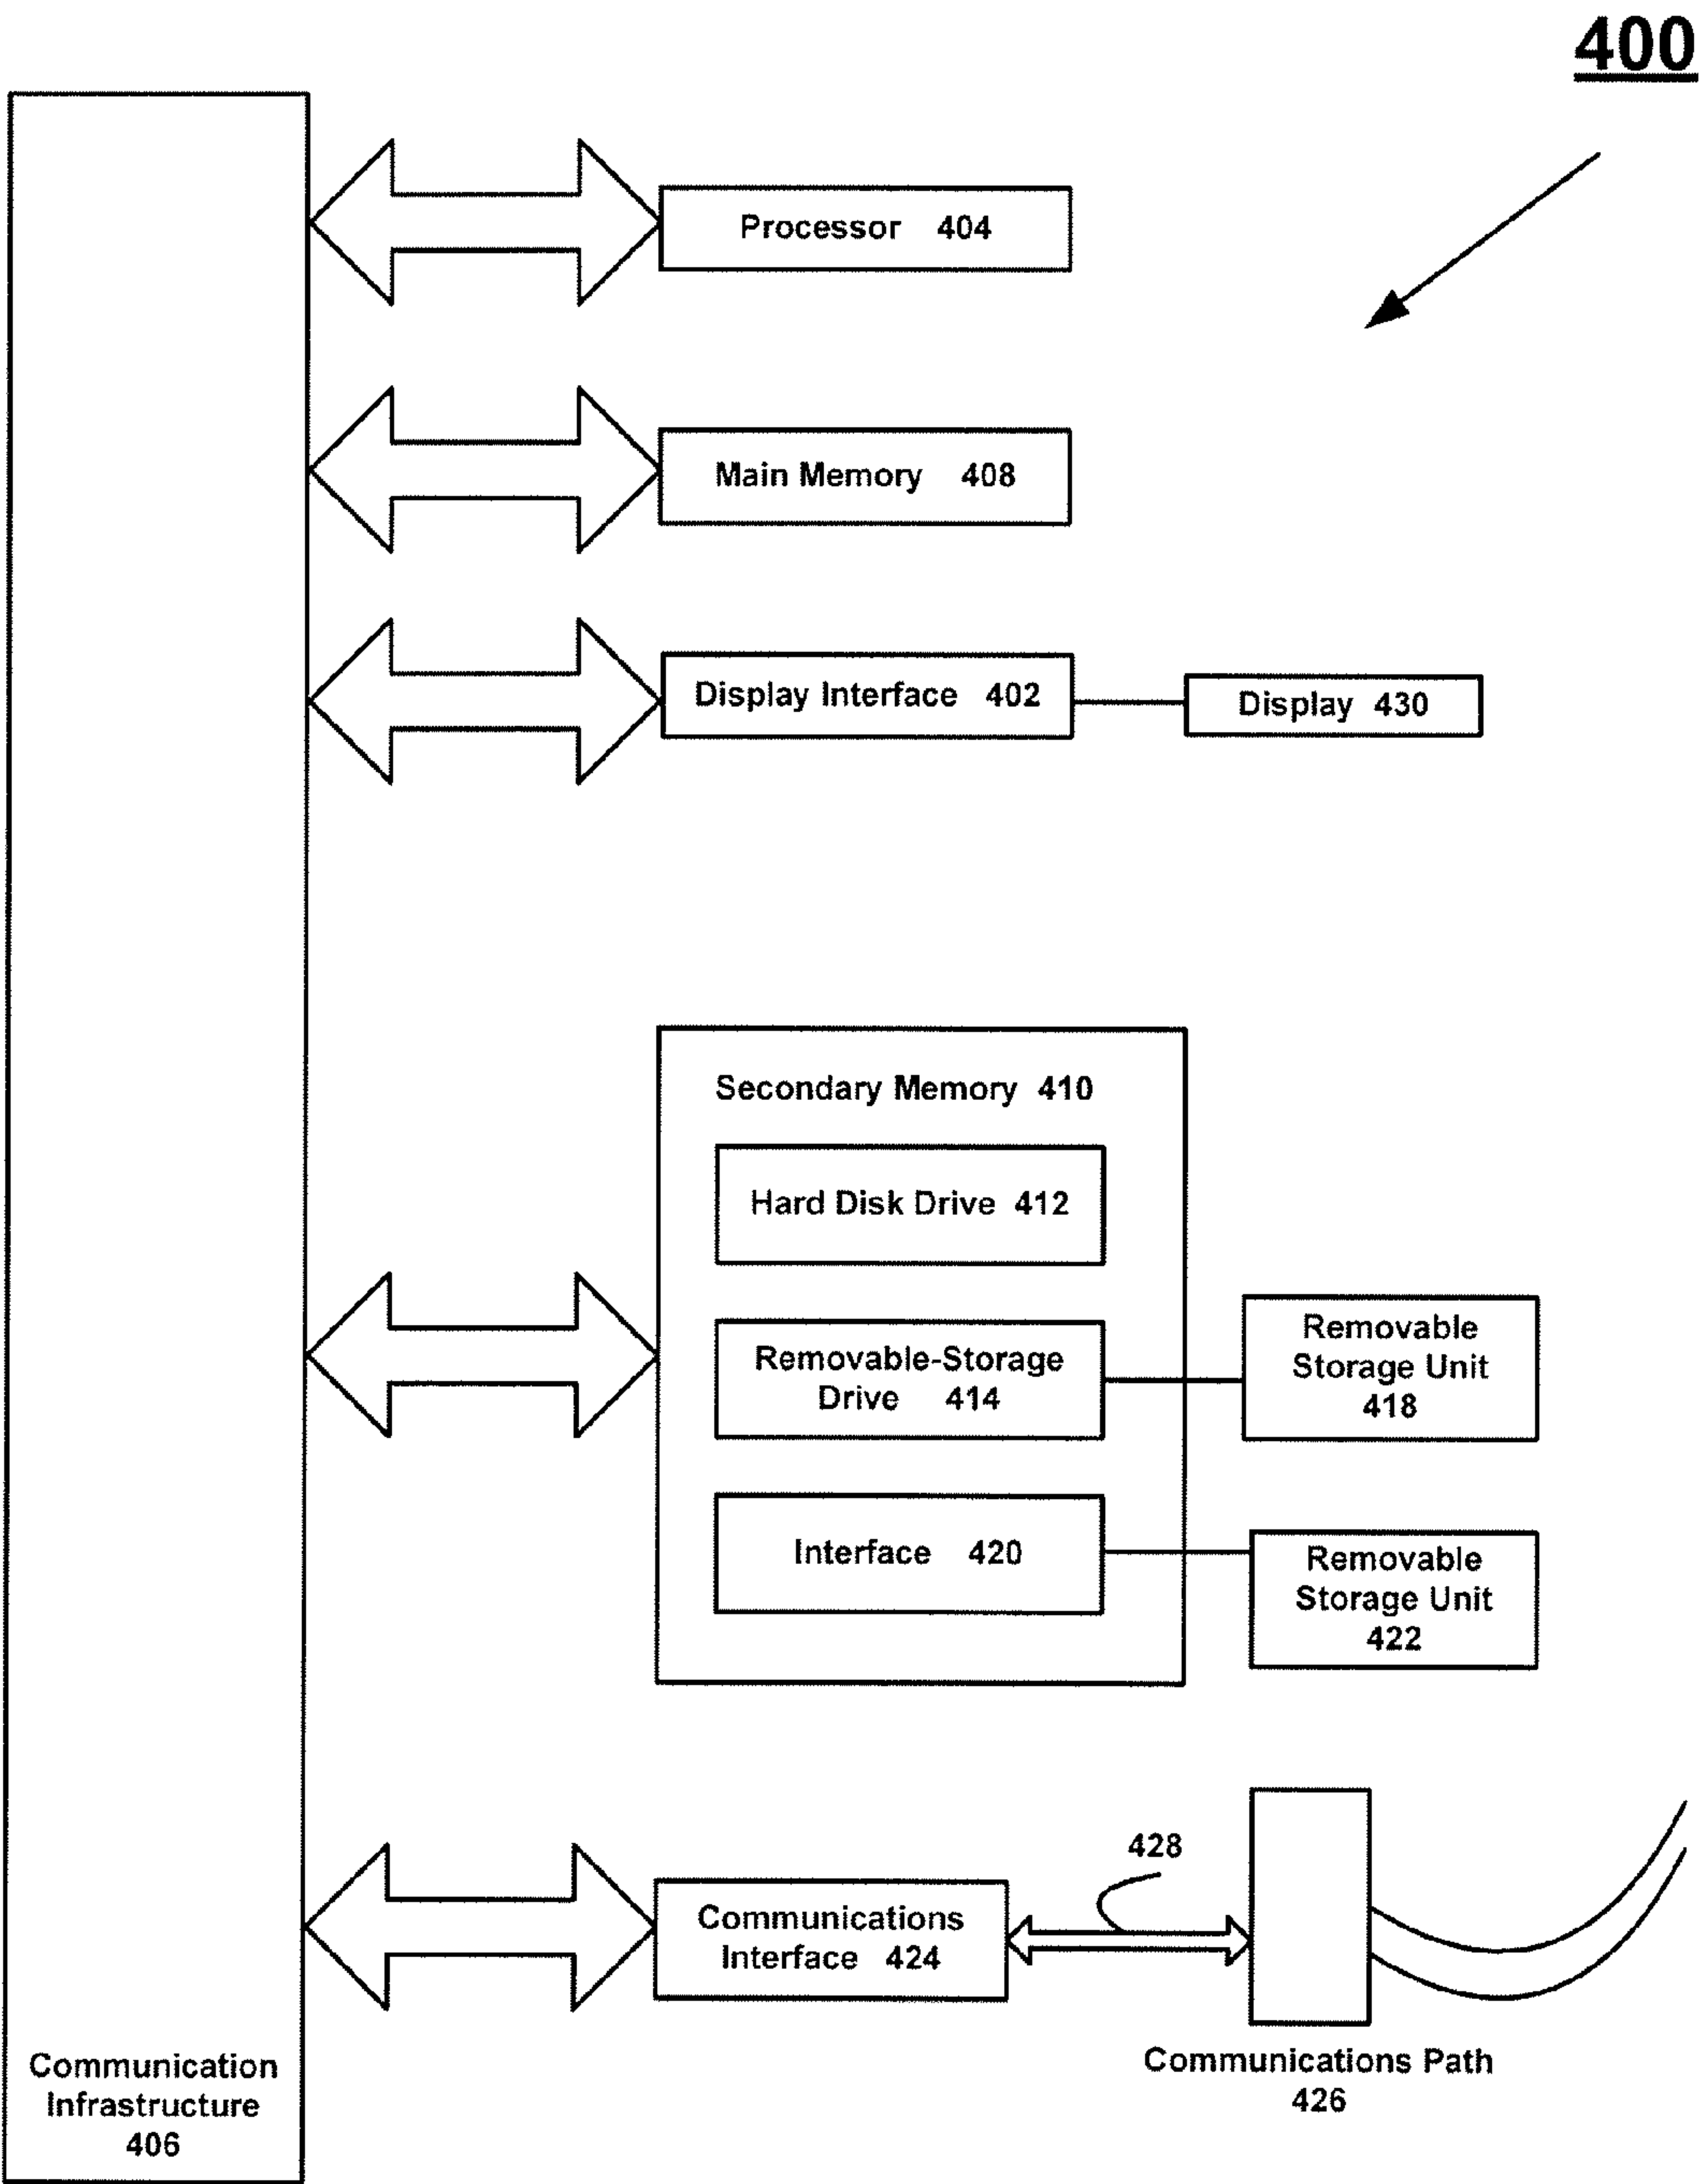 400
Processor 404
Main Memory 408
Display Interface 402
Display 430
Secondary Memory 410
Hard Disk Drive 412
Removable-Storage
Drive 414
Removable
Storage Unit
418
Interface 420
Removable
Storage Unit
422
428
Communications
Interface 424
Communications Path
426
Communication
Infrastructure
406